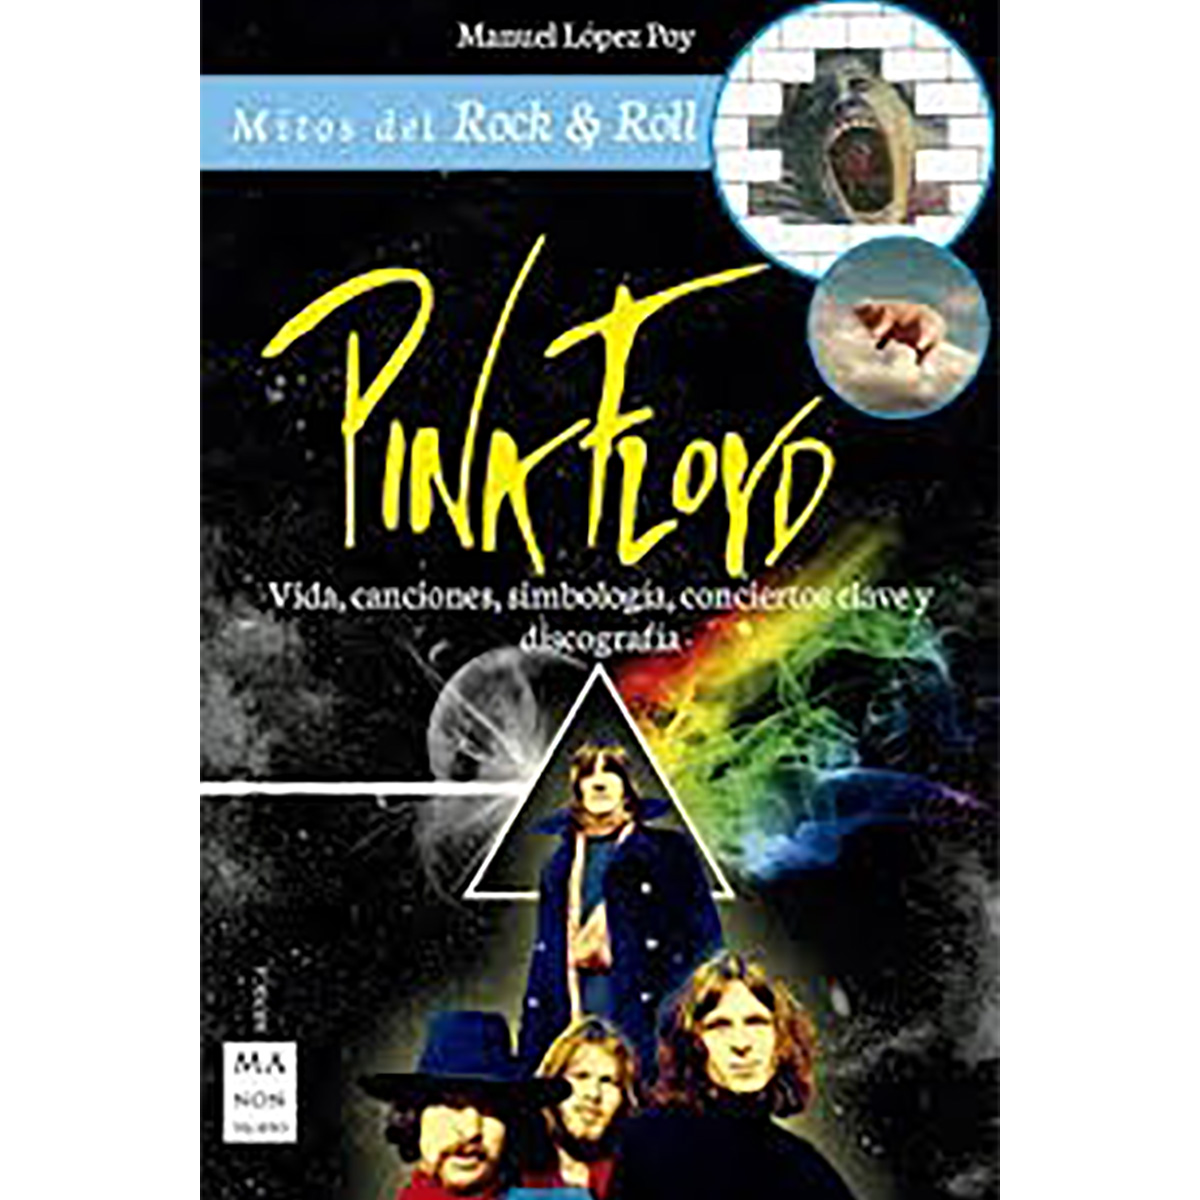 Manuel López Poy
Mitos del Rock & Roll
PINK FLOYD
Vida, canciones, simbología, conciertos clave y
discografía
MA
NON